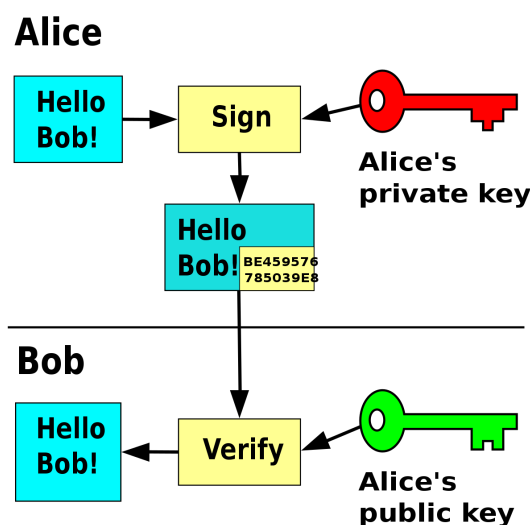 Alice
Hello
Bob!
Sign
Alice's
private key
Hello
Bob!
BE459576
785039E8
Bob
Hello
Bob!
Verify
Alice's
public key